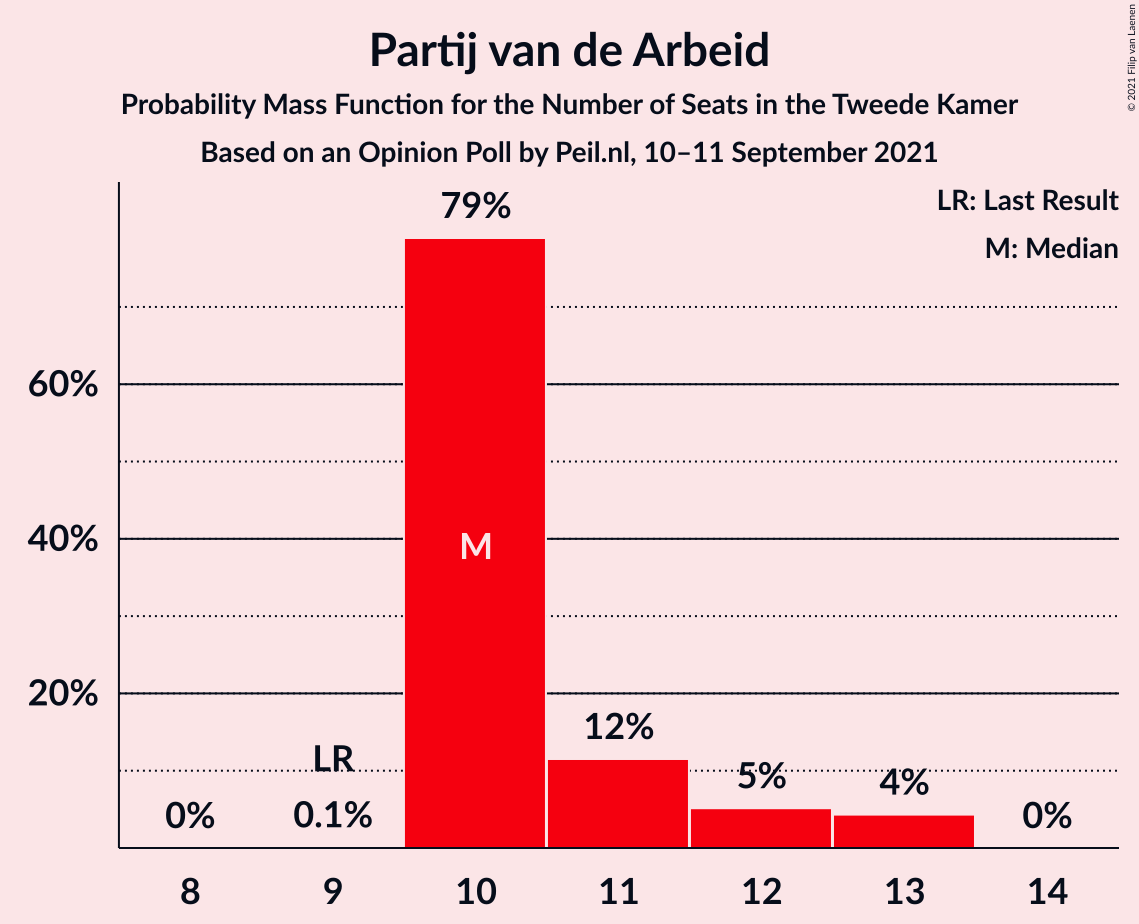 Partij van de Arbeid
Probability Mass Function for the Number of Seats in the Tweede Kamer
Based on an Opinion Poll by Peil.nl, 10–11 September 2021
© 2021 Filip van Laenen
LR: Last Result
M: Median
79%
60%
40%
20%
M
LR
12%
5%
4%
0%
0.1%
0%
8 9 10 11 12 13 14